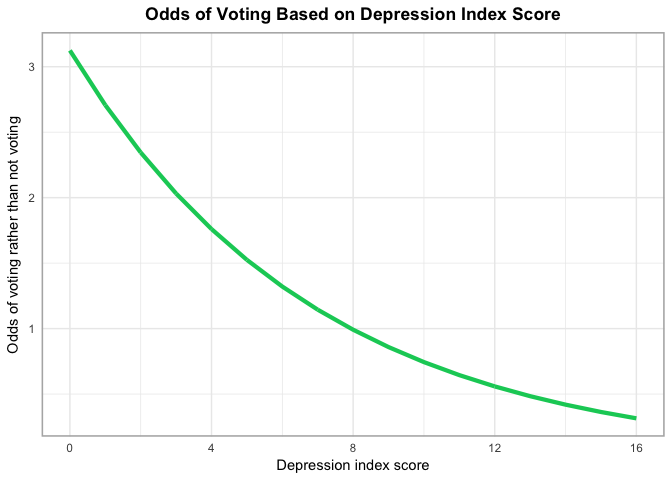 Odds of Voting Based on Depression Index Score
Odds of voting rather than not voting
3
2
1
0 4 8 12 16
Depression index score